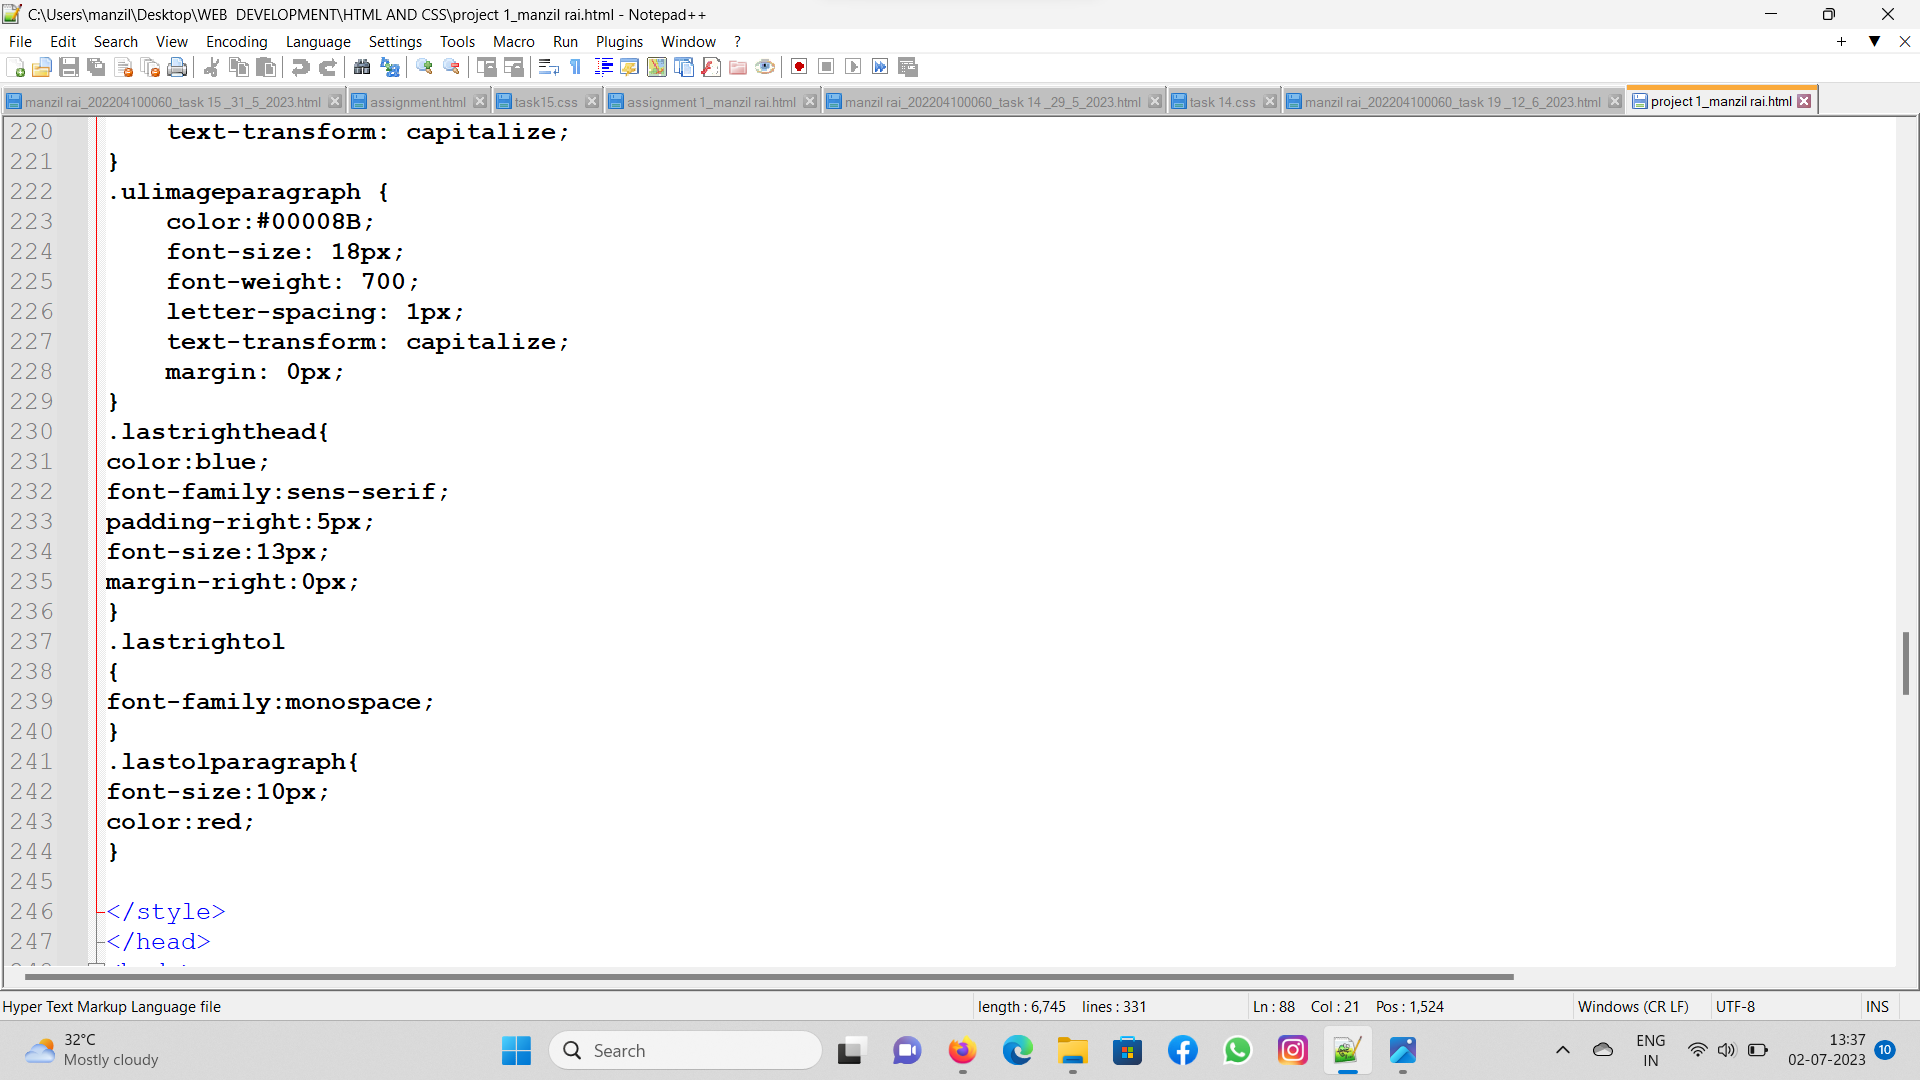 C:\Users\manzil\Desktop\WEB  DEVELOPMENT\HTML AND CSS\project 1_manzil rai.html - Notepad++
File Edit Search View Encoding Language Settings Tools Macro Run Plugins Window ?
manzil rai_202204100060_task 15 _31_5_2023.html assignment.html task15.css assignment 1_manzil rai.html manzil rai_202204100060_task 14 _29_5_2023.html task 14.css manzil rai_202204100060_task 19 _12_6_2023.html project 1_manzil rai.html
220 text-transform: capitalize;
221 }
222 .ulimageparagraph {
223 color:#00008B;
224 font-size: 18px;
225 font-weight: 700;
226 letter-spacing: 1px;
227 text-transform: capitalize;
228 margin: 0px;
229 }
230 .lastrighthead{
231 color:blue;
232 font-family:sens-serif;
233 padding-right:5px;
234 font-size:13px;
235 margin-right:0px;
236 }
237 .lastrightol
238 {
239 font-family:monospace;
240 }
241 .lastolparagraph{
242 font-size:10px;
243 color:red;
244 }
245
246 </style>
247 </head>
Hyper Text Markup Language file length : 6,745 lines : 331 Ln : 88 Col : 21 Pos : 1,524 Windows (CR LF) UTF-8 INS
32°C
Mostly cloudy
Search
ENG
IN
13:37
02-07-2023
10